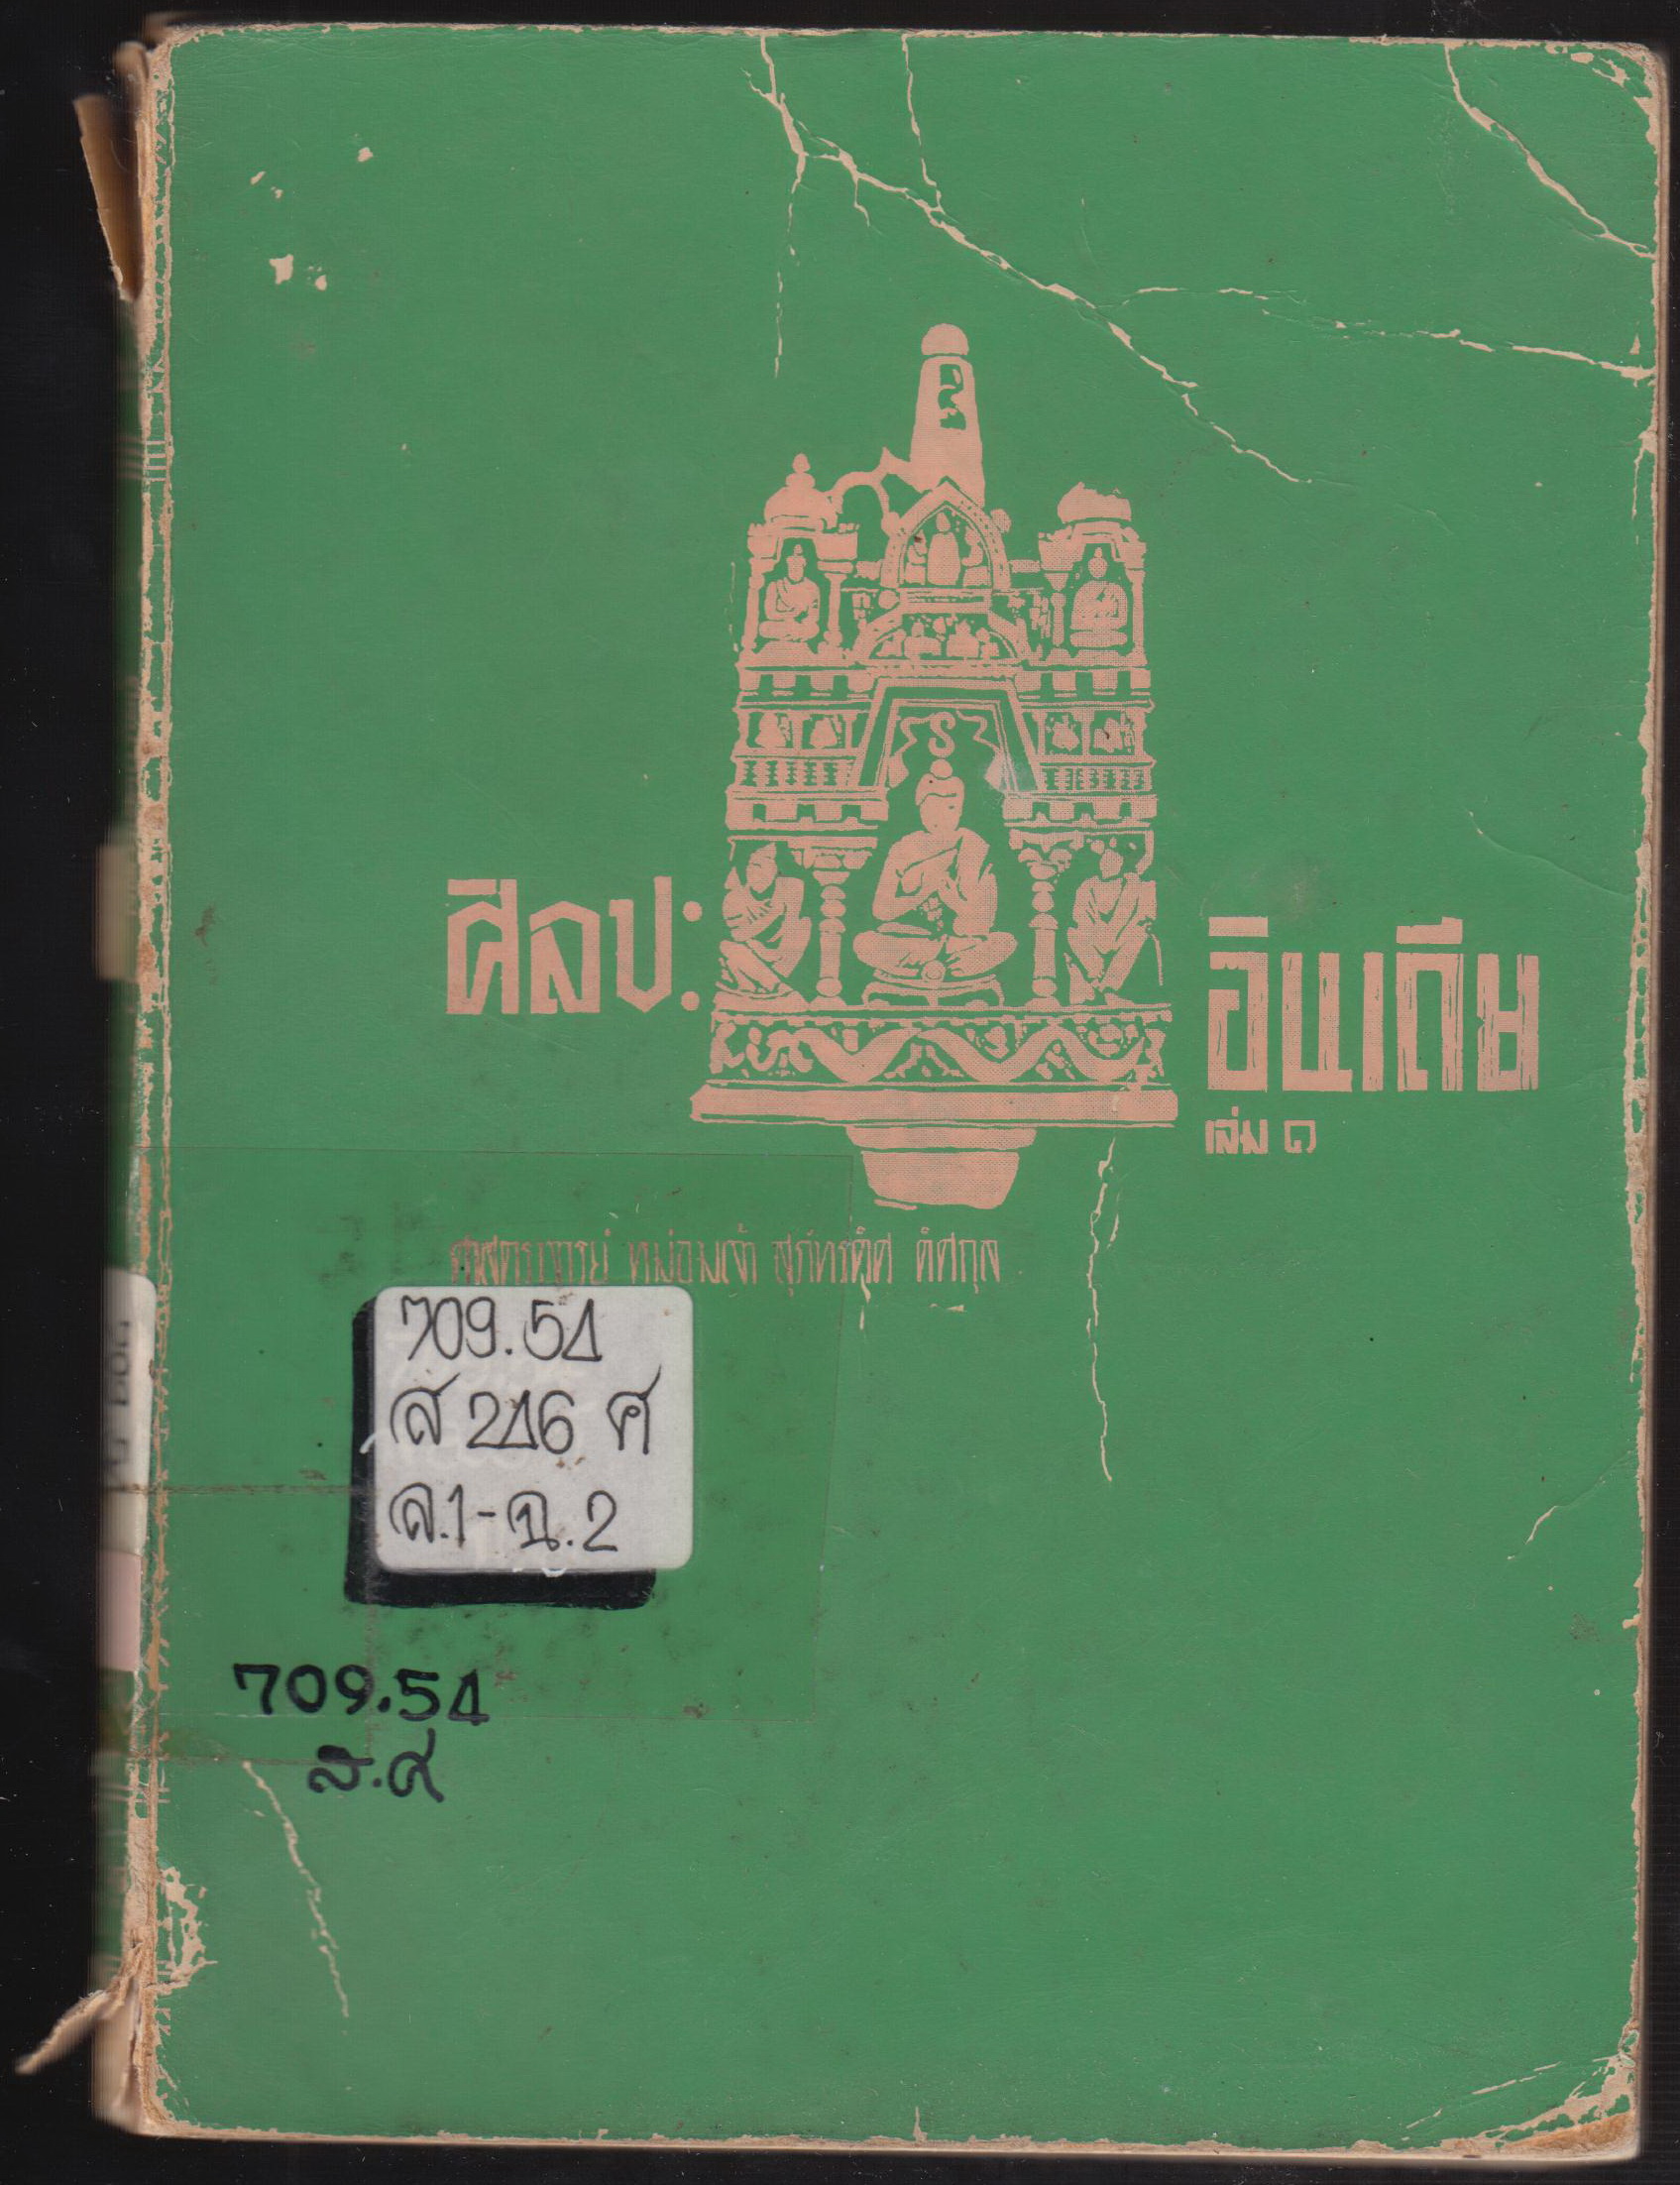 ศิลปะ
อินเดีย
เล่ม ๑
ศาสตราจารย์ หม่อมเจ้า สุภัทรดิศ ดิศกุล
709.54
ส 246 ศ
ล.1-ฉ.2
709.54
ส.ศ